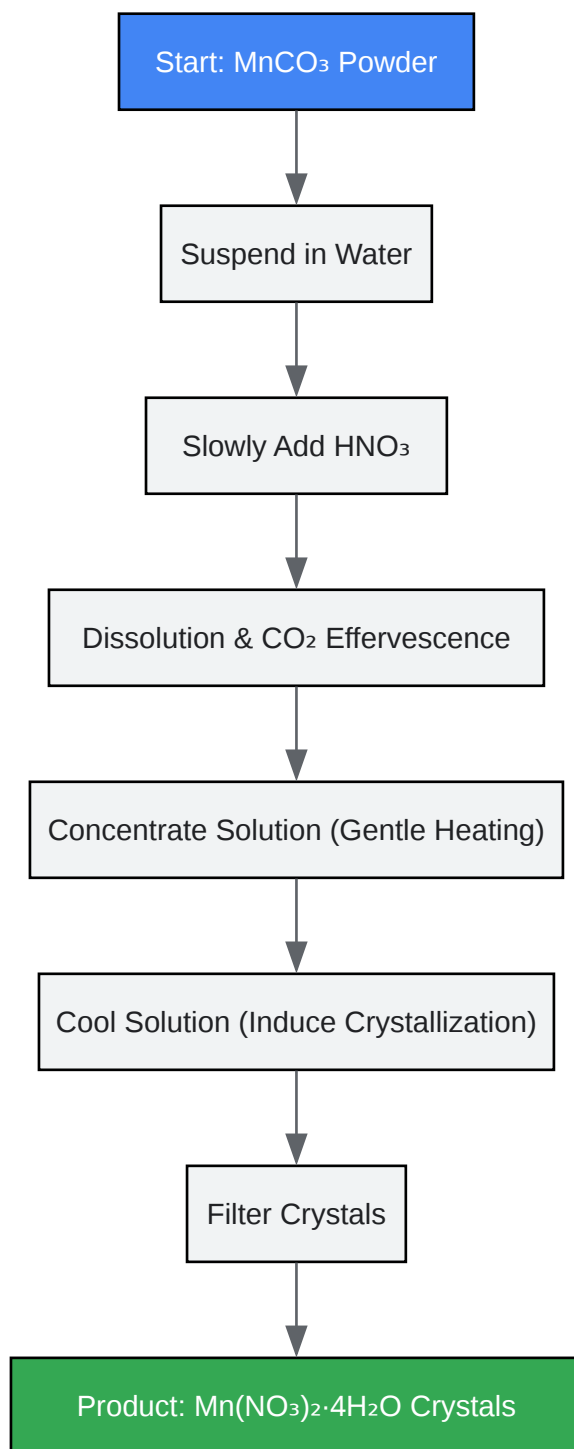 Start: MnCO₃ Powder
Suspend in Water
Slowly Add HNO₃
Dissolution & CO₂ Effervescence
Concentrate Solution (Gentle Heating)
Cool Solution (Induce Crystallization)
Filter Crystals
Product: Mn(NO₃)₂·4H₂O Crystals